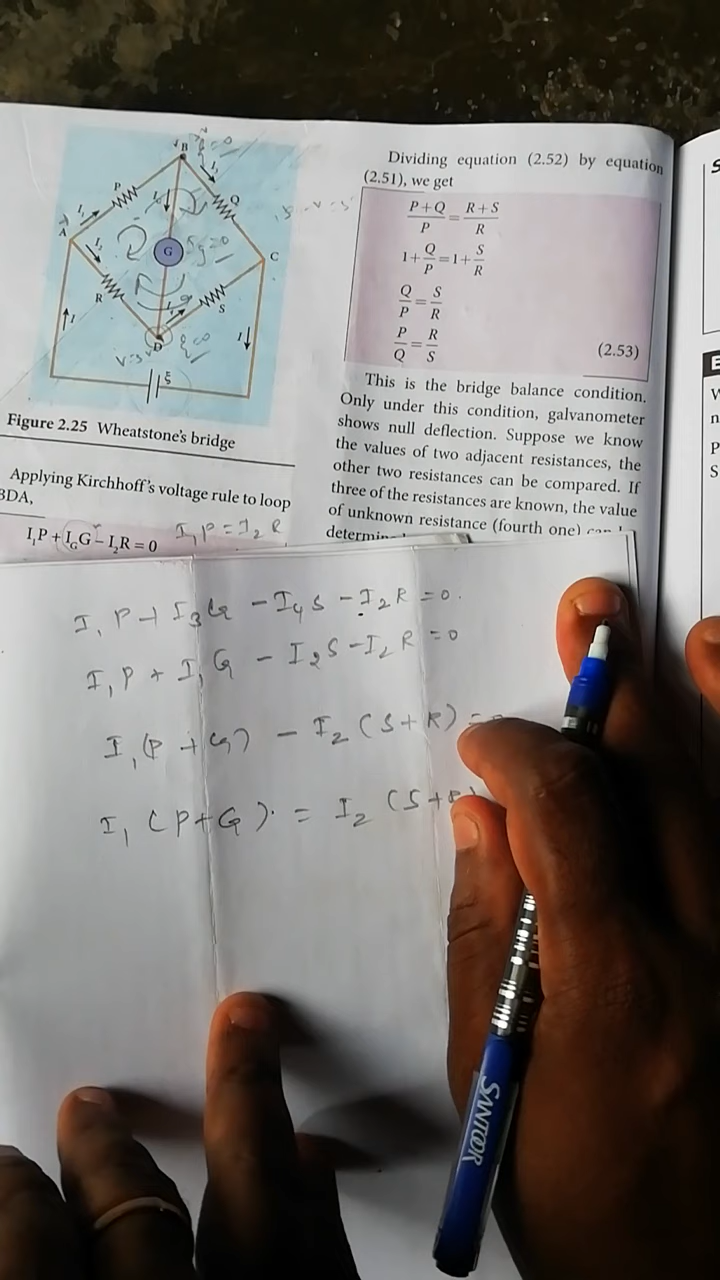 B
I₁
P
Q
A
I₂
G
C
R
S
D
I
I
ξ
Figure 2.25 Wheatstone's bridge
Applying Kirchhoff's voltage rule to loop
BDA,
I₁P + I_G G − I₂R = 0
I₁P = I₂R
Dividing equation (2.52) by equation
(2.51), we get
(P+Q)/P = (R+S)/R
1+Q/P=1+S/R
Q/P = S/R
P/Q = R/S (2.53)
This is the bridge balance condition.
Only under this condition, galvanometer
shows null deflection. Suppose we know
the values of two adjacent resistances, the
other two resistances can be compared. If
three of the resistances are known, the value
of unknown resistance (fourth one)
I₁P + I₃G − I₄S − I₂R = 0.
I₁P + I₁G − I₂S − I₂R = 0
I₁(P + G) − I₂(S+R) =
I₁(P+G). = I₂(S+
SANTOOR